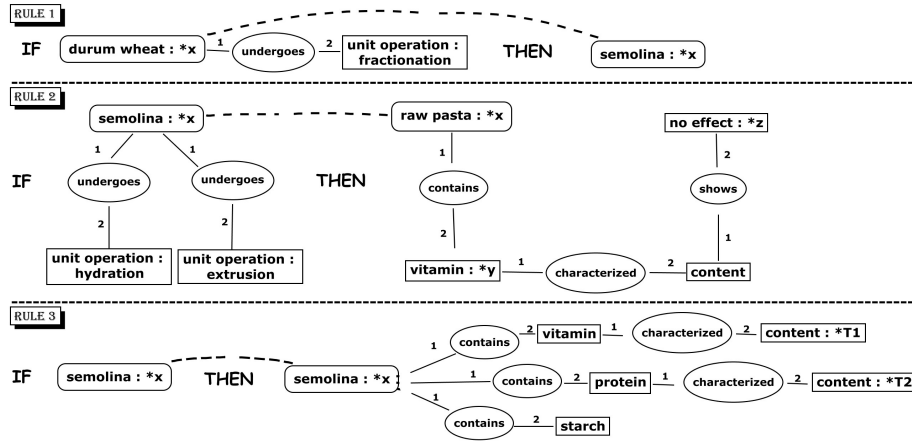 RULE 1
IF durum wheat : *x 1 undergoes 2 unit operation : fractionation THEN semolina : *x
RULE 2
semolina : *x raw pasta : *x no effect : *z
1 1 1 2
IF undergoes undergoes THEN contains shows
2 2 2 1
unit operation : hydration unit operation : extrusion vitamin : *y 1 characterized 2 content
RULE 3
1 contains 2 vitamin 1 characterized 2 content : *T1
IF semolina : *x THEN semolina : *x 1 contains 2 protein 1 characterized 2 content : *T2
1 contains 2 starch